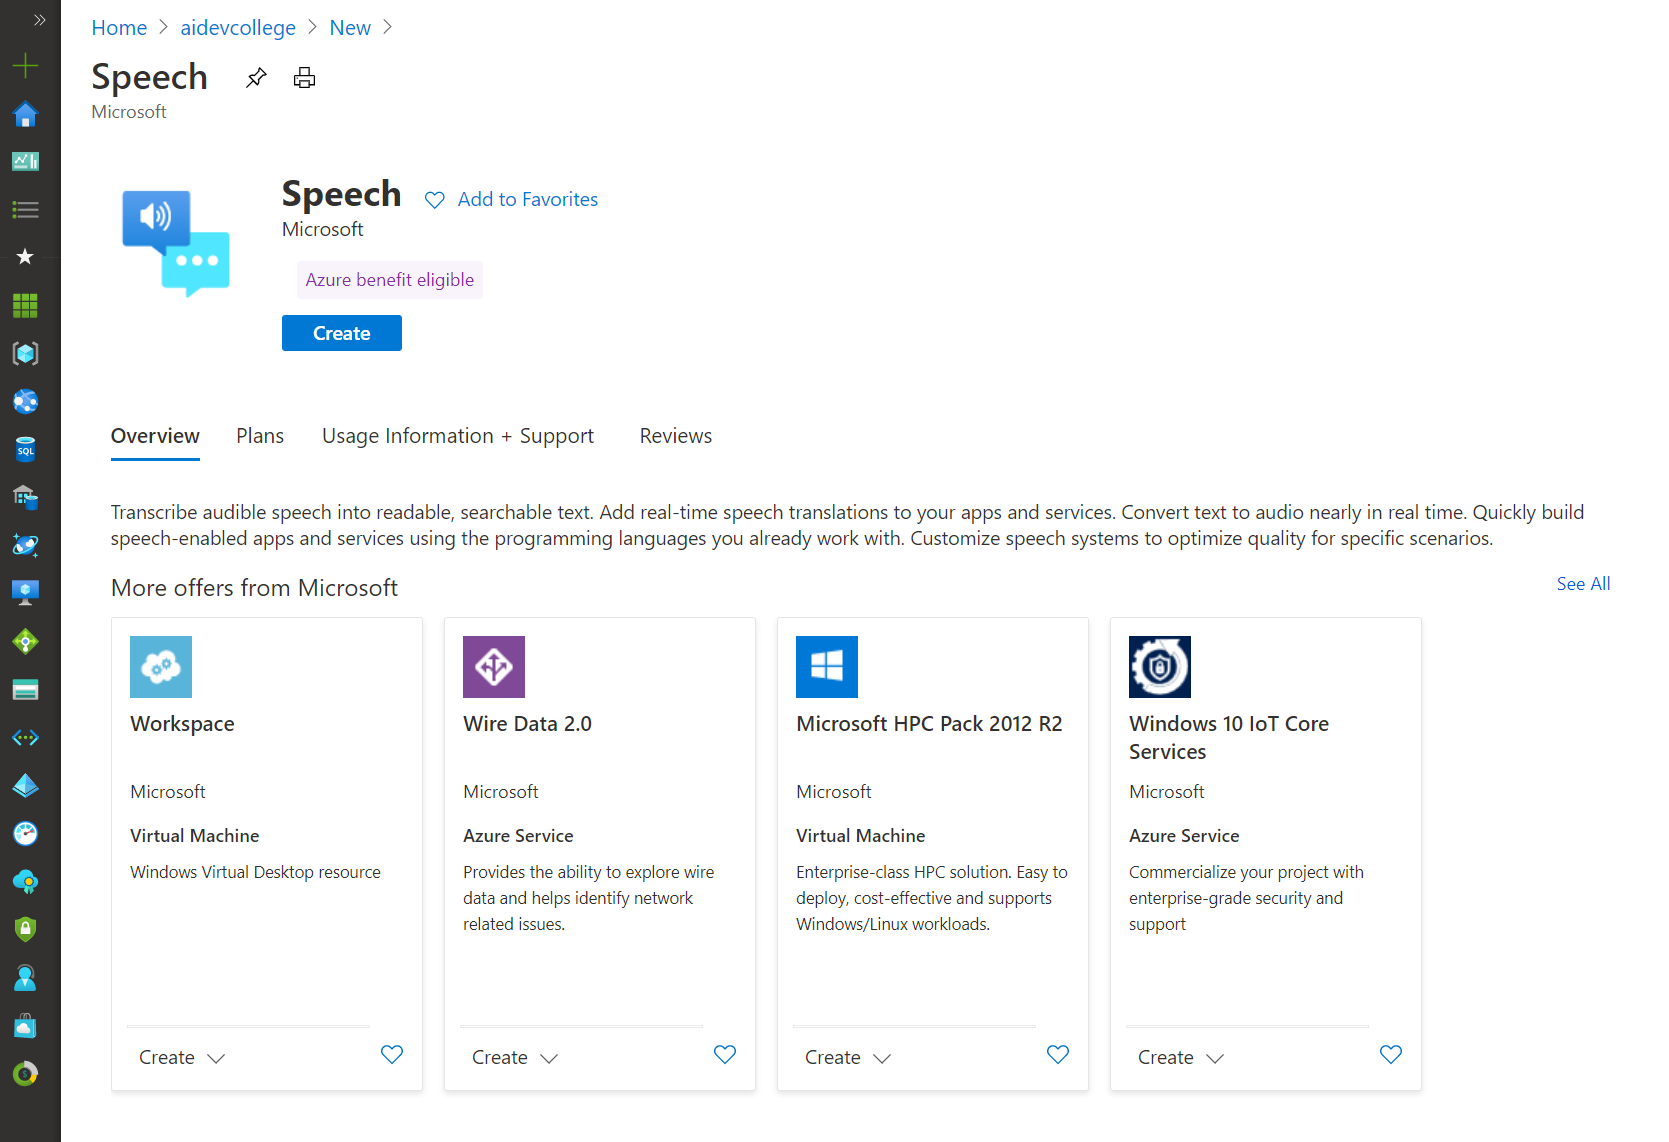 Home > aidevcollege > New >
Speech
Microsoft
Speech
Add to Favorites
Microsoft
Azure benefit eligible
Create
Overview Plans Usage Information + Support Reviews
Transcribe audible speech into readable, searchable text. Add real-time speech translations to your apps and services. Convert text to audio nearly in real time. Quickly build
speech-enabled apps and services using the programming languages you already work with. Customize speech systems to optimize quality for specific scenarios.
More offers from Microsoft
See All
Workspace
Microsoft
Virtual Machine
Windows Virtual Desktop resource
Create
Wire Data 2.0
Microsoft
Azure Service
Provides the ability to explore wire
data and helps identify network
related issues.
Create
Microsoft HPC Pack 2012 R2
Microsoft
Virtual Machine
Enterprise-class HPC solution. Easy to
deploy, cost-effective and supports
Windows/Linux workloads.
Create
Windows 10 IoT Core
Services
Microsoft
Azure Service
Commercialize your project with
enterprise-grade security and
support
Create
SQL